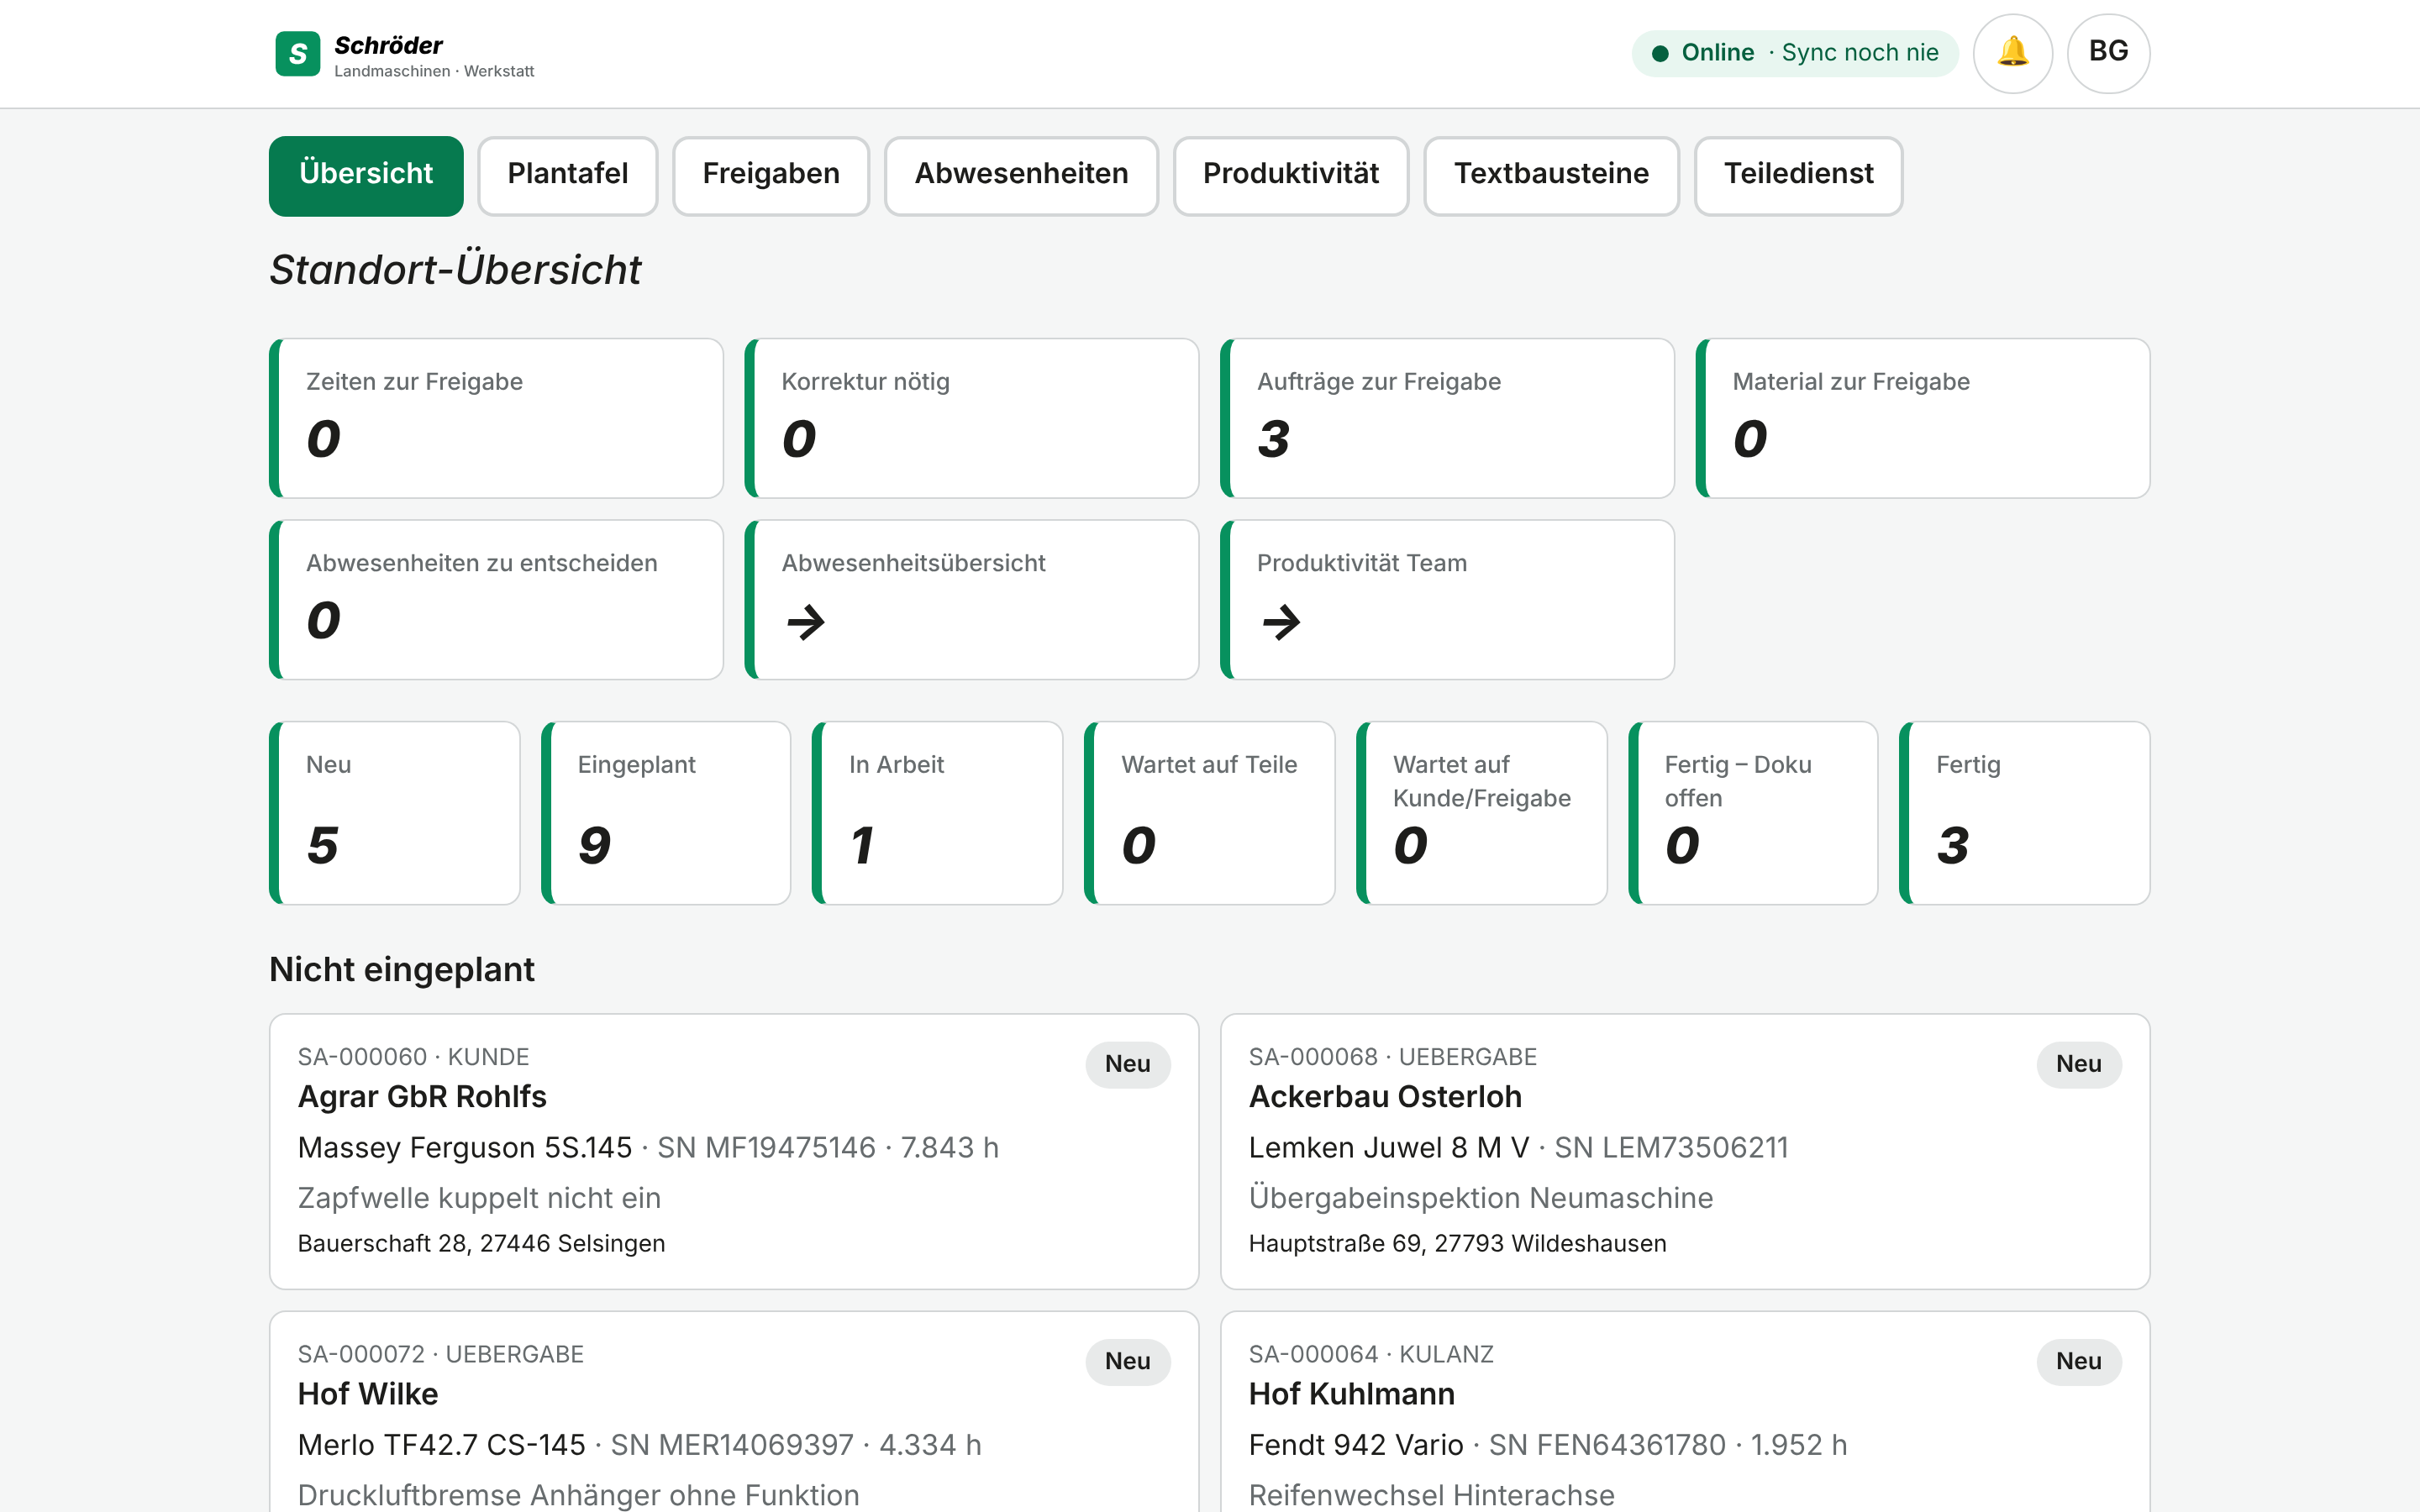 S
Schröder
Landmaschinen · Werkstatt
Online · Sync noch nie
BG
Übersicht
Plantafel
Freigaben
Abwesenheiten
Produktivität
Textbausteine
Teiledienst
Standort-Übersicht
Zeiten zur Freigabe
0
Korrektur nötig
0
Aufträge zur Freigabe
3
Material zur Freigabe
0
Abwesenheiten zu entscheiden
0
Abwesenheitsübersicht
→
Produktivität Team
→
Neu
5
Eingeplant
9
In Arbeit
1
Wartet auf Teile
0
Wartet auf
Kunde/Freigabe
0
Fertig – Doku
offen
0
Fertig
3
Nicht eingeplant
SA-000060 · KUNDE
Neu
Agrar GbR Rohlfs
Massey Ferguson 5S.145 · SN MF19475146 · 7.843 h
Zapfwelle kuppelt nicht ein
Bauerschaft 28, 27446 Selsingen
SA-000068 · UEBERGABE
Neu
Ackerbau Osterloh
Lemken Juwel 8 M V · SN LEM73506211
Übergabeinspektion Neumaschine
Hauptstraße 69, 27793 Wildeshausen
SA-000072 · UEBERGABE
Neu
Hof Wilke
Merlo TF42.7 CS-145 · SN MER14069397 · 4.334 h
Druckluftbremse Anhänger ohne Funktion
SA-000064 · KULANZ
Neu
Hof Kuhlmann
Fendt 942 Vario · SN FEN64361780 · 1.952 h
Reifenwechsel Hinterachse